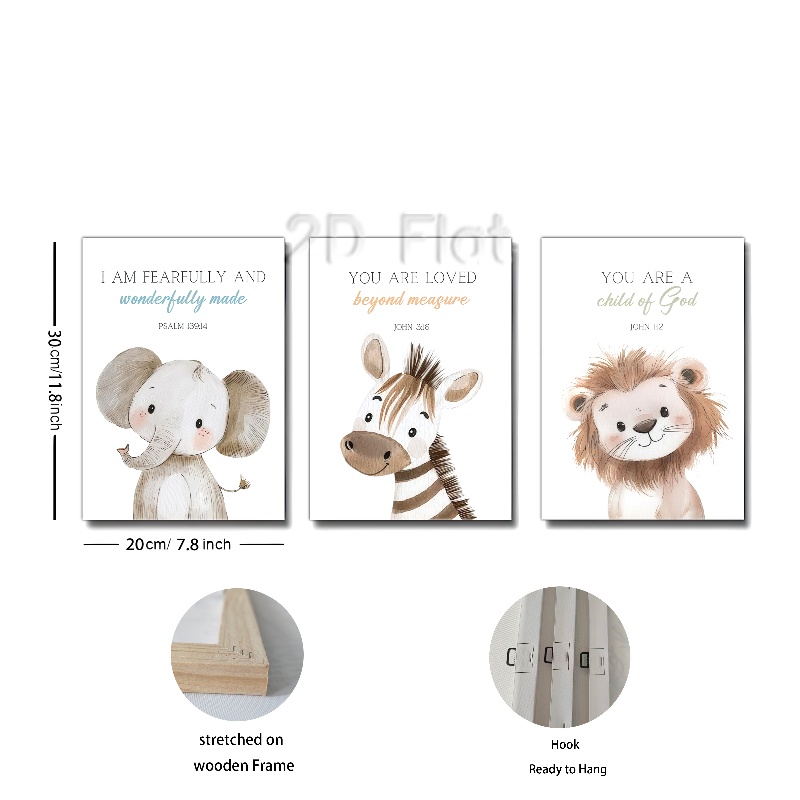 2D Flat
I AM FEARFULLY AND
wonderfully made
PSALM 139:14
YOU ARE LOVED
beyond measure
JOHN 3:16
YOU ARE A
child of God
JOHN 1:12
30cm/11.8inch
20cm/ 7.8 inch
stretched on
wooden Frame
Hook
Ready to Hang